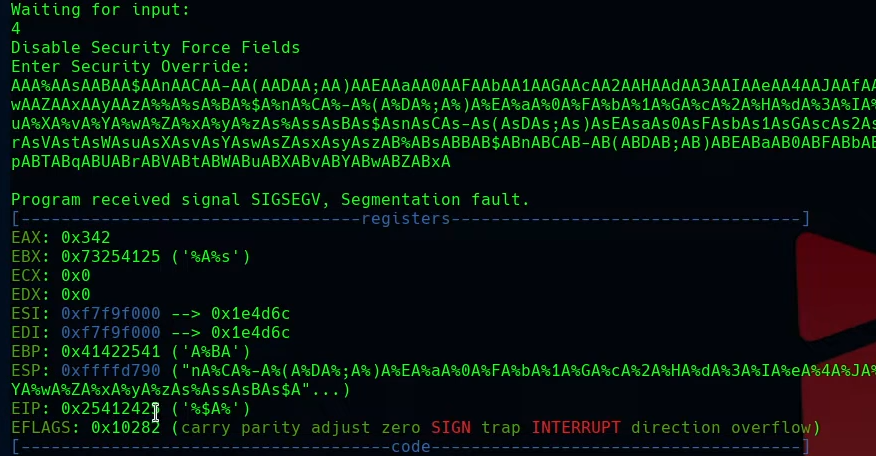 Waiting for input:
4
Disable Security Force Fields
Enter Security Override:
AAA%AAsAABAA$AAnAACAA-AA(AADAA;AA)AAEAAaAA0AAFAAbAA1AAGAAcAA2AAHAAdAA3AAIAAeAA4AAJAAfAA
wAAZAAxAAyAAzA%%A%sA%BA%$A%nA%CA%-A%(A%DA%;A%)A%EA%aA%0A%FA%bA%1A%GA%cA%2A%HA%dA%3A%IA%
uA%XA%vA%YA%wA%ZA%xA%yA%zAs%AssAsBAs$AsnAsCAs-As(AsDAs;As)AsEAsaAs0AsFAsbAs1AsGAscAs2As
rAsVAstAsWAsuAsXAsvAsYAswAsZAsxAsyAszAB%ABsABBAB$ABnABCAB-AB(ABDAB;AB)ABEABaAB0ABFABbAB
pABTABqABUABrABVABtABWABuABXABvABYABwABZABxA
Program received signal SIGSEGV, Segmentation fault.
[-----------------------------------registers-----------------------------------]
EAX: 0x342
EBX: 0x73254125 ('%A%s')
ECX: 0x0
EDX: 0x0
ESI: 0xf7f9f000 --> 0x1e4d6c
EDI: 0xf7f9f000 --> 0x1e4d6c
EBP: 0x41422541 ('A%BA')
ESP: 0xffffd790 ("nA%CA%-A%(A%DA%;A%)A%EA%aA%0A%FA%bA%1A%GA%cA%2A%HA%dA%3A%IA%eA%4A%JA%
YA%wA%ZA%xA%yA%zAs%AssAsBAs$A"...)
EIP: 0x25412425 ('%$A%')
EFLAGS: 0x10282 (carry parity adjust zero SIGN trap INTERRUPT direction overflow)
[--------------------------------------code-------------------------------------]